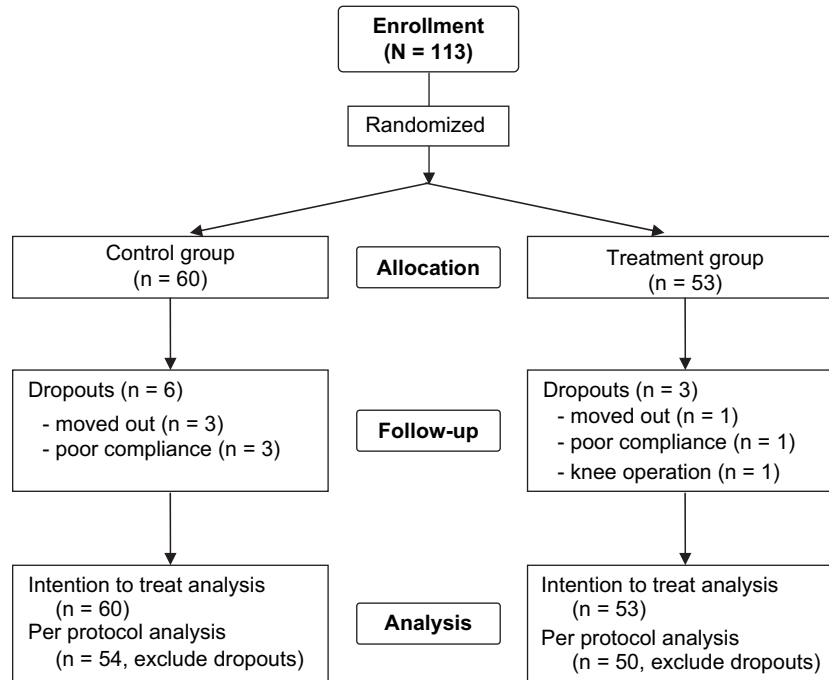 Enrollment
(N = 113)
Randomized
Control group
(n = 60)
Allocation
Treatment group
(n = 53)
Dropouts (n = 6)
- moved out (n = 3)
- poor compliance (n = 3)
Follow-up
Dropouts (n = 3)
- moved out (n = 1)
- poor compliance (n = 1)
- knee operation (n = 1)
Intention to treat analysis
(n = 60)
Per protocol analysis
(n = 54, exclude dropouts)
Analysis
Intention to treat analysis
(n = 53)
Per protocol analysis
(n = 50, exclude dropouts)